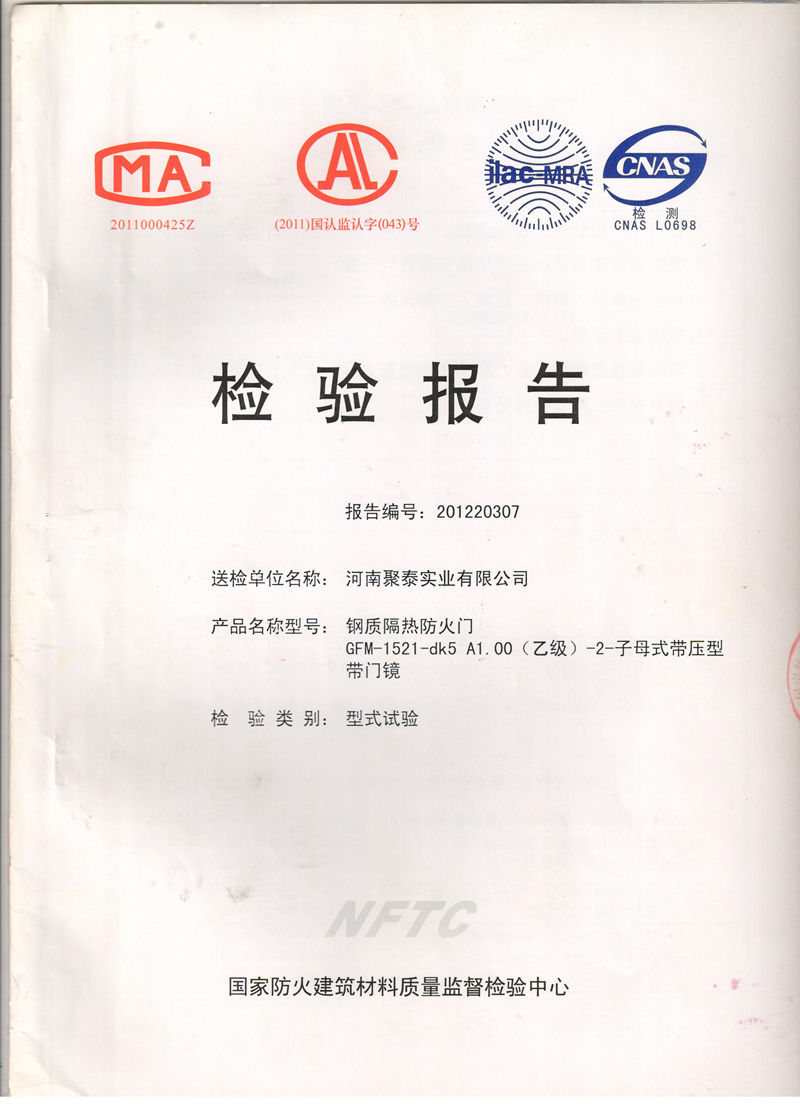 CMA
CAL
ilac-MRA
CNAS
2011000425Z
(2011)国认监认字(043)号
检 测
CNAS L0698
检验报告
报告编号：201220307
送检单位名称：河南聚泰实业有限公司
产品名称型号：钢质隔热防火门
GFM-1521-dk5 A1.00（乙级）-2-子母式带压型
带门镜
检 验 类 别：型式试验
NFTC
国家防火建筑材料质量监督检验中心